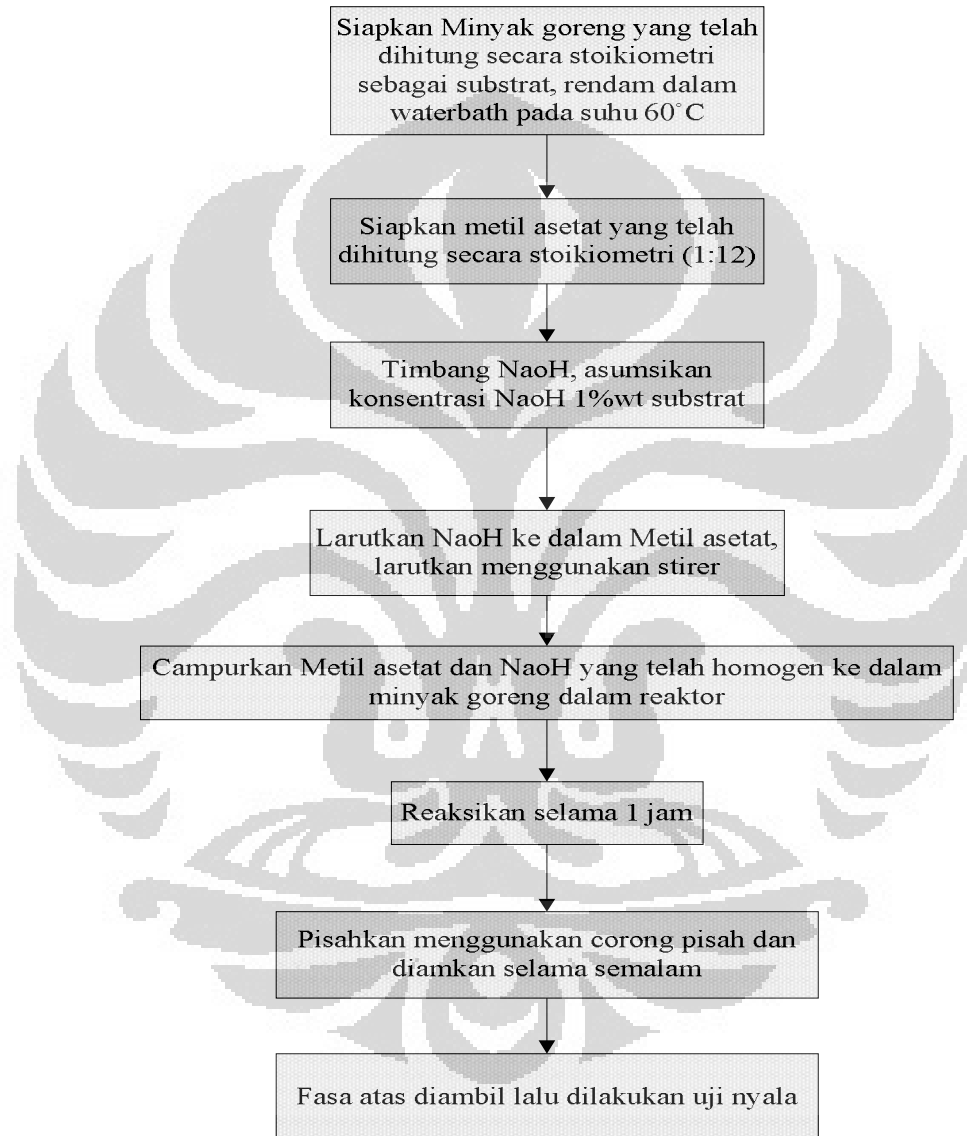 Siapkan Minyak goreng yang telah
dihitung secara stoikiometri
sebagai substrat, rendam dalam
waterbath pada suhu 60°C
Siapkan metil asetat yang telah
dihitung secara stoikiometri (1:12)
Timbang NaoH, asumsikan
konsentrasi NaoH 1%wt substrat
Larutkan NaoH ke dalam Metil asetat,
larutkan menggunakan stirer
Campurkan Metil asetat dan NaoH yang telah homogen ke dalam
minyak goreng dalam reaktor
Reaksikan selama 1 jam
Pisahkan menggunakan corong pisah dan
diamkan selama semalam
Fasa atas diambil lalu dilakukan uji nyala